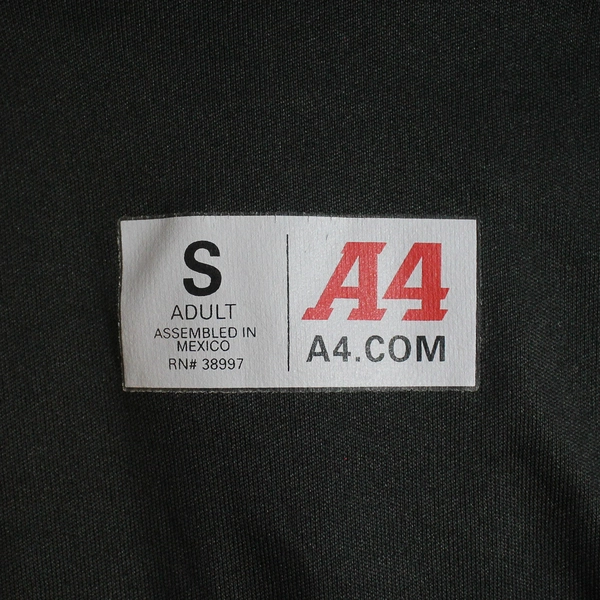 S
ADULT
ASSEMBLED IN
MEXICO
RN# 38997
A4
A4.COM